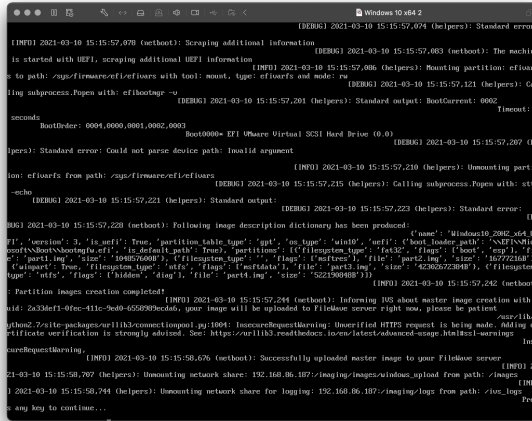 Windows 10 x64 2
[DEBUG] 2021-03-10 15:15:57,074 (helpers): Standard error
[INFO] 2021-03-10 15:15:57,078 (netboot): Scraping additional information
[DEBUG] 2021-03-10 15:15:57,083 (netboot): The machin
is started with UEFI, scraping additional UEFI information
[DEBUG] 2021-03-10 15:15:57,086 (helpers): Mounting partition: efivar
s to path: /sys/firmware/efi/efivars with tool: mount, type: efivarfs and mode: rw
[DEBUG] 2021-03-10 15:15:57,121 (helpers): Ca
ling subprocess.Popen with: efibootmgr -v
[DEBUG] 2021-03-10 15:15:57,201 (helpers): Standard output: BootCurrent: 0002
Timeout:
seconds
BootOrder: 0004,0000,0001,0002,0003
Boot0000* EFI VMware Virtual SCSI Hard Drive (0.0)
[DEBUG] 2021-03-10 15:15:57,207 (
lpers): Standard error: Could not parse device path: Invalid argument
[INFO] 2021-03-10 15:15:57,210 (helpers): Unmounting part
ion: efivarfs from path: /sys/firmware/efi/efivars
[DEBUG] 2021-03-10 15:15:57,215 (helpers): Calling subprocess.Popen with: st
-echo
[DEBUG] 2021-03-10 15:15:57,221 (helpers): Standard output:
[DEBUG] 2021-03-10 15:15:57,223 (helpers): Standard error:
[D
BUG] 2021-03-10 15:15:57,228 (netboot): Following image description dictionary has been produced:
{'name': 'Windows10_20H2_x64_U
FI', 'version': 3, 'is_uefi': True, 'partition_table_type': 'gpt', 'os_type': 'win10', 'uefi': {'boot_loader_path': '\\EFI\\Mic
osoft\\Boot\\bootmgfw.efi', 'is_default_path': True}, 'partitions': [{'filesystem_type': 'fat32', 'flags': ['boot', 'esp'], 'f
e': 'part1.img', 'size': '104857600B'}, {'filesystem_type': '', 'flags': ['msftres'], 'file': 'part2.img', 'size': '16777216B'
{'winpart': True, 'filesystem_type': 'ntfs', 'flags': ['msftdata'], 'file': 'part3.img', 'size': '42302672384B'}, {'filesystem
type': 'ntfs', 'flags': ['hidden', 'diag'], 'file': 'part4.img', 'size': '522190848B'}]}
[INFO] 2021-03-10 15:15:57,242 (netboot
: Partition images creation completed!
[INFO] 2021-03-10 15:15:57,244 (netboot): Informing IVS about master image creation with
uid: 2a333def1-0fec-411c-9ed0-6558989ecda6, your image will be uploaded to FileWave server right now, please be patient
/usr/lib/
ython2.7/site-packages/urllib3/connectionpool.py:1004: InsecureRequestWarning: Unverified HTTPS request is being made. Adding c
rtificate verification is strongly advised. See: https://urllib3.readthedocs.io/en/latest/advanced-usage.html#ssl-warnings
Ins
cureRequestWarning,
[INFO] 2021-03-10 15:15:58,676 (netboot): Successfully uploaded master image to your FileWave server
[INFO] 2
21-03-10 15:15:58,707 (helpers): Unmounting network share: 192.168.86.187:/imaging/images/windows_upload from path: /images
[INF
] 2021-03-10 15:15:58,744 (helpers): Unmounting network share for logging: 192.168.86.187:/imaging/logs from path: /ivs_logs
Pre
s any key to continue...